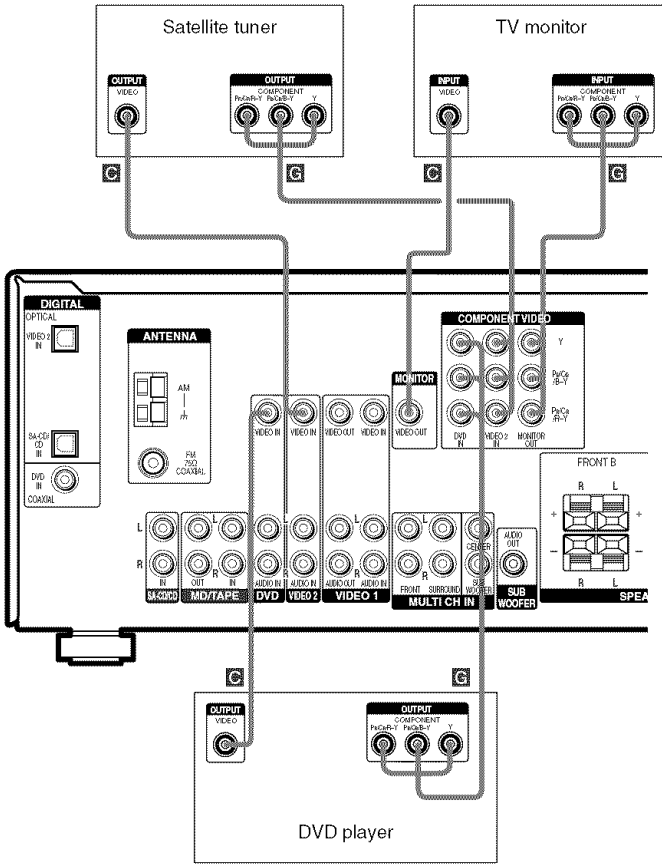 Satellite tuner
TV monitor
OUTPUT
VIDEO
OUTPUT
COMPONENT
PR/CR/R–Y PB/CB/B–Y Y
INPUT
VIDEO
INPUT
COMPONENT
PR/CR/R–Y PB/CB/B–Y Y
C
G
C
G
DIGITAL
OPTICAL
VIDEO 2
IN
SA-CD/
CD
IN
DVD
IN
COAXIAL
ANTENNA
AM
FM
75Ω
COAXIAL
MONITOR
VIDEO OUT
COMPONENT VIDEO
Y
PB/CB
/B–Y
PR/CR
/R–Y
DVD
IN
VIDEO 2
IN
MONITOR
OUT
VIDEO IN
VIDEO IN
VIDEO OUT
VIDEO IN
FRONT B
R L
+ +
– –
R L
SPEA
L
R
IN
SA-CD/CD
L
R
OUT
IN
MD/TAPE
L
R
AUDIO IN
DVD
AUDIO IN
VIDEO 2
L
R
AUDIO OUT
AUDIO IN
VIDEO 1
L
R
FRONT
SURROUND
CENTER
SUB
WOOFER
MULTI CH IN
AUDIO
OUT
SUB
WOOFER
C
G
OUTPUT
VIDEO
OUTPUT
COMPONENT
PR/CR/R–Y PB/CB/B–Y Y
DVD player